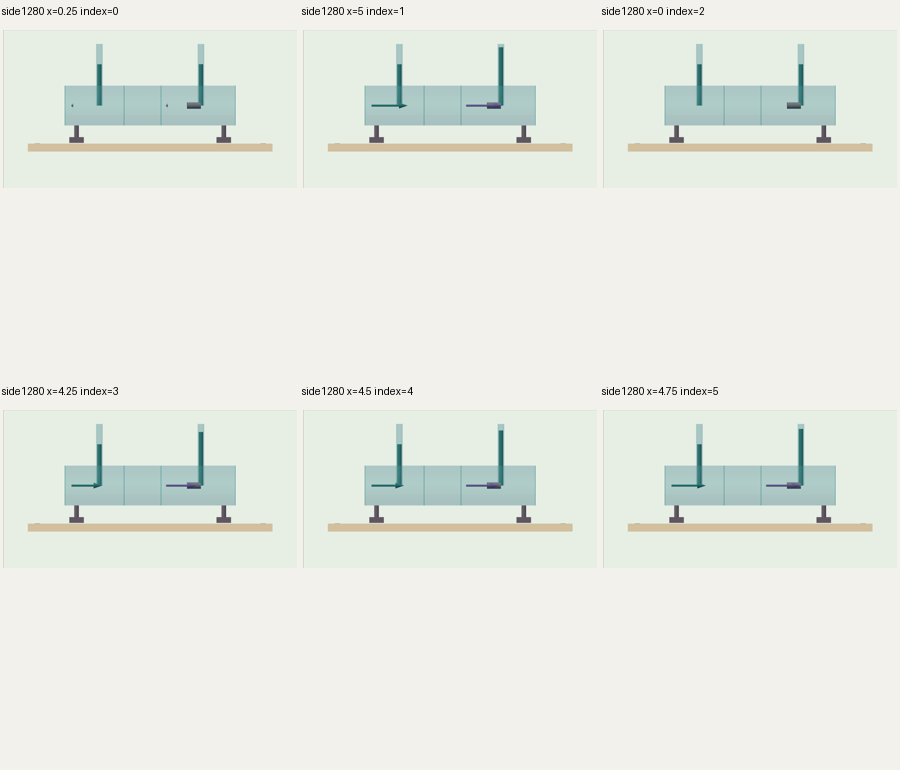 side1280 x=0.25 index=0
side1280 x=5 index=1
side1280 x=0 index=2
side1280 x=4.25 index=3
side1280 x=4.5 index=4
side1280 x=4.75 index=5